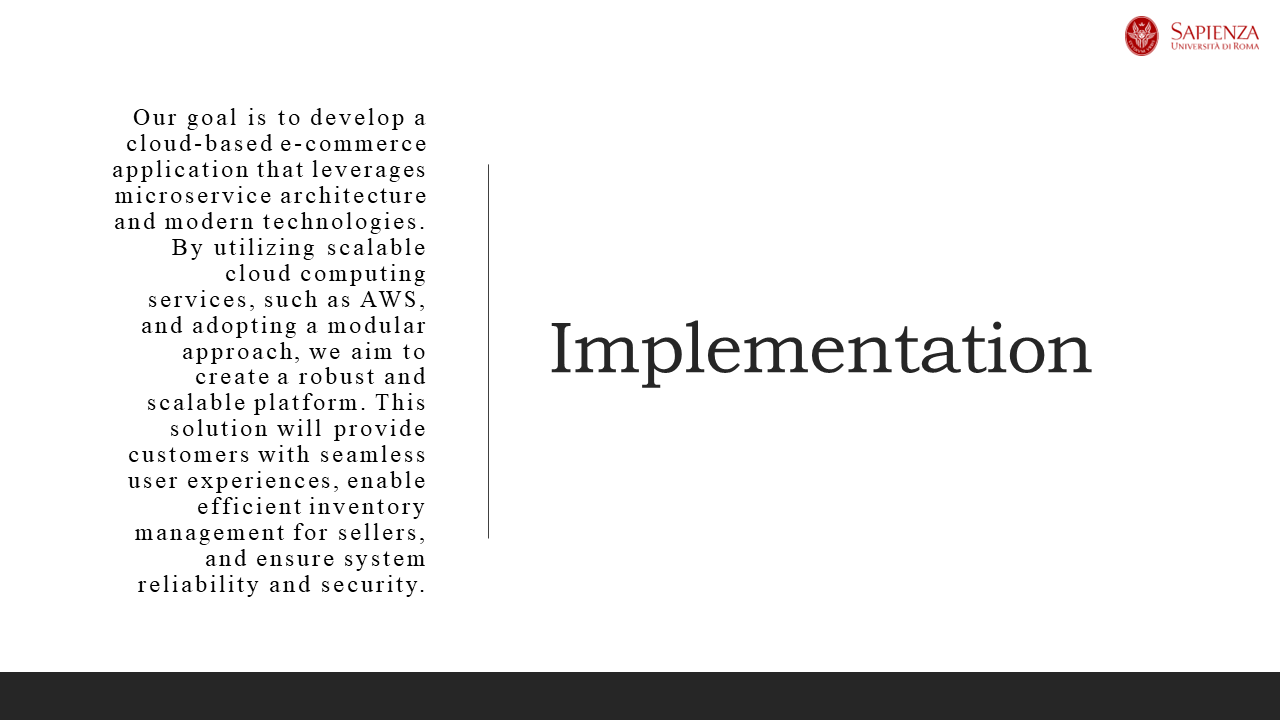 SAPIENZA
UNIVERSITÀ DI ROMA
Our goal is to develop a
cloud-based e-commerce
application that leverages
microservice architecture
and modern technologies.
By utilizing scalable
cloud computing
services, such as AWS,
and adopting a modular
approach, we aim to
create a robust and
scalable platform. This
solution will provide
customers with seamless
user experiences, enable
efficient inventory
management for sellers,
and ensure system
reliability and security.
Implementation